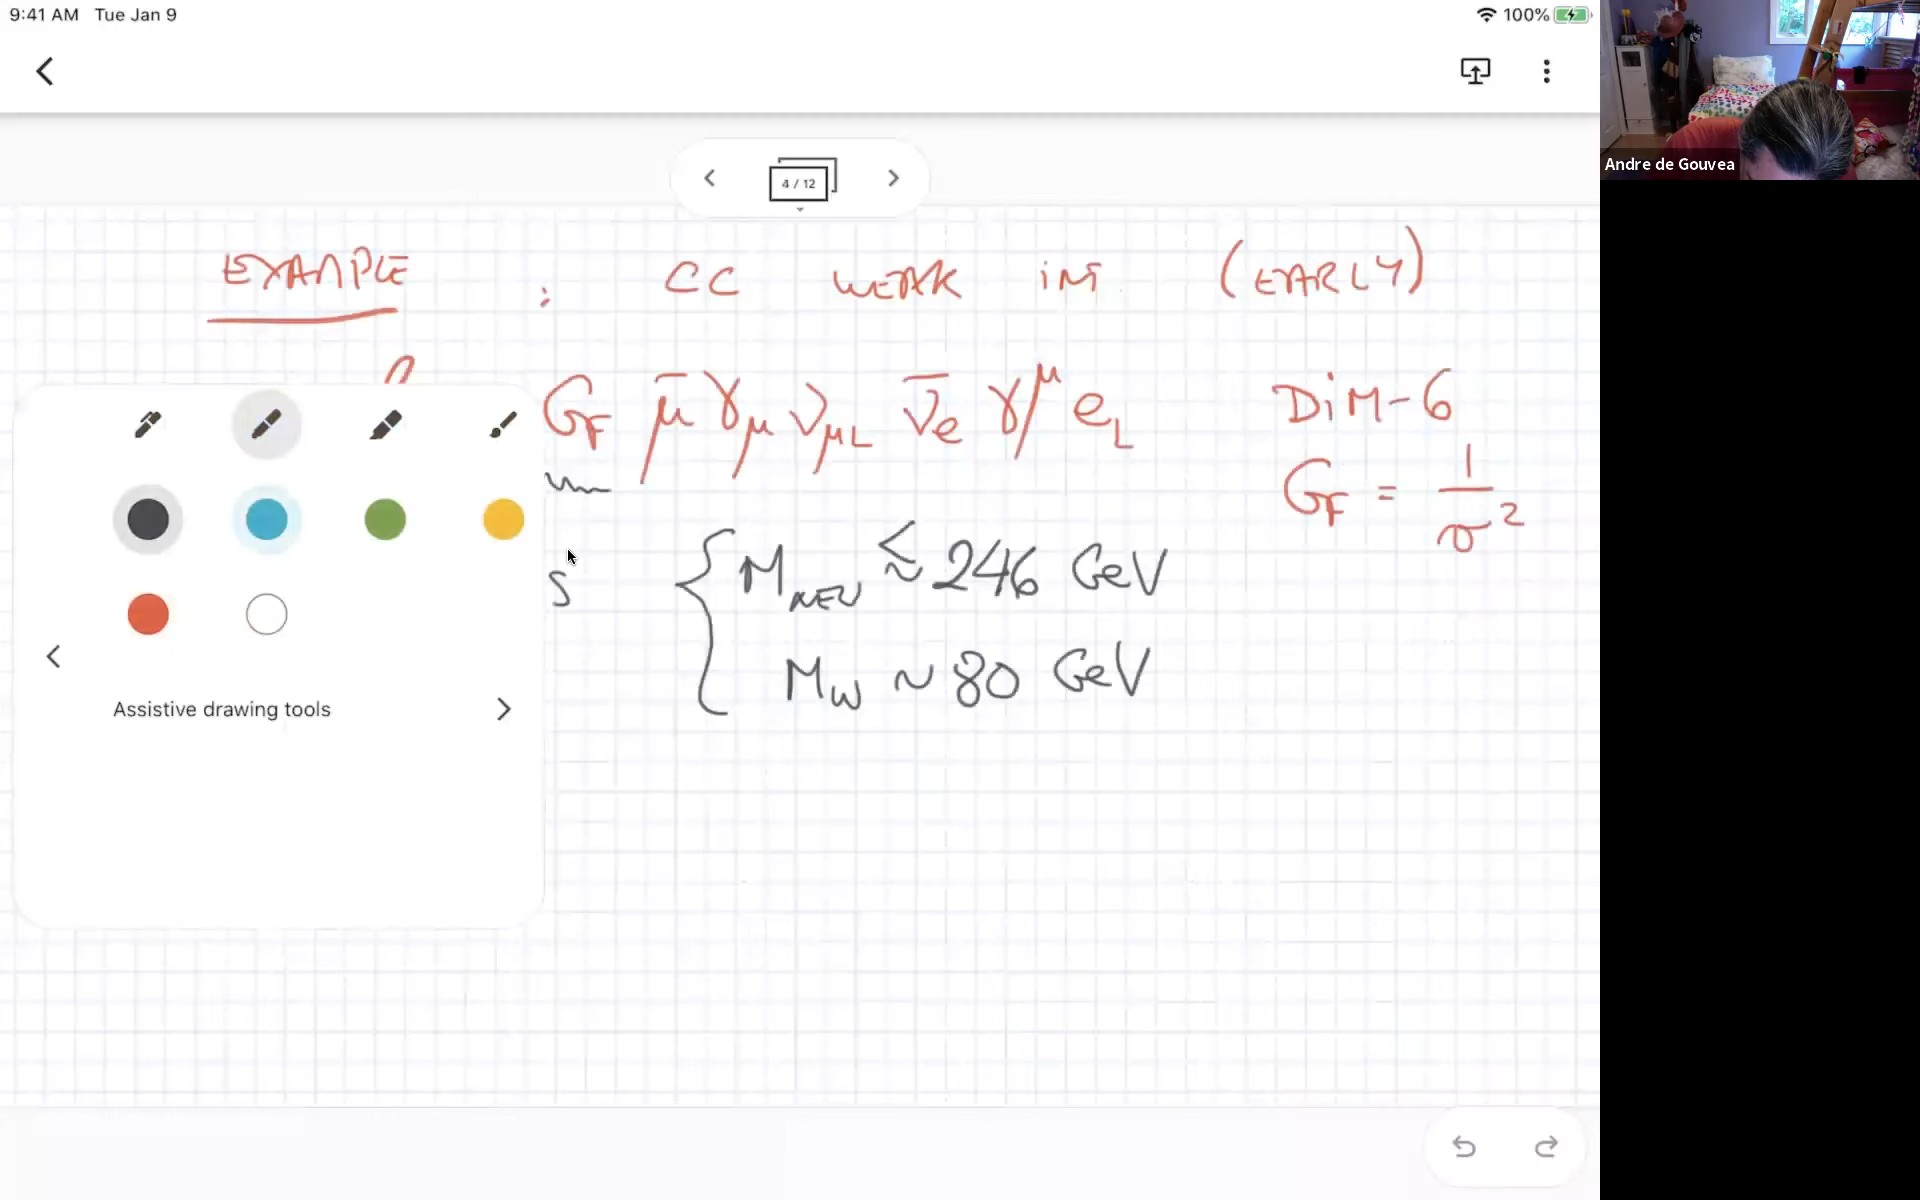 9:41 AM Tue Jan 9
100%
Andre de Gouvea
4 / 12
EXAMPLE : CC WEAK INT (EARLY)
G_F μ̄ γ_μ ν_μL ν̄_e γ^μ e_L DiM-6
G_F = 1/v²
S { M_NEW ≲ 246 GeV
M_W ~ 80 GeV
Assistive drawing tools